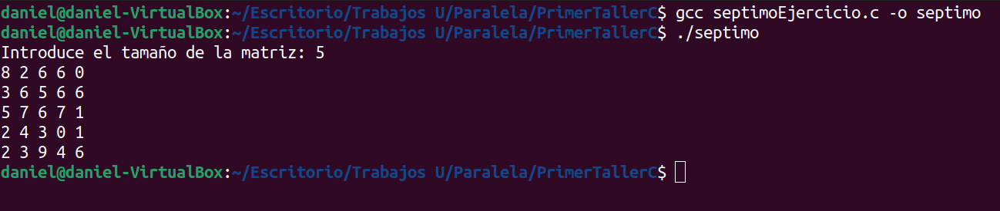 daniel@daniel-VirtualBox:~/Escritorio/Trabajos U/Paralela/PrimerTallerC$ gcc septimoEjercicio.c -o septimo
daniel@daniel-VirtualBox:~/Escritorio/Trabajos U/Paralela/PrimerTallerC$ ./septimo
Introduce el tamaño de la matriz: 5
8 2 6 6 0
3 6 5 6 6
5 7 6 7 1
2 4 3 0 1
2 3 9 4 6
daniel@daniel-VirtualBox:~/Escritorio/Trabajos U/Paralela/PrimerTallerC$